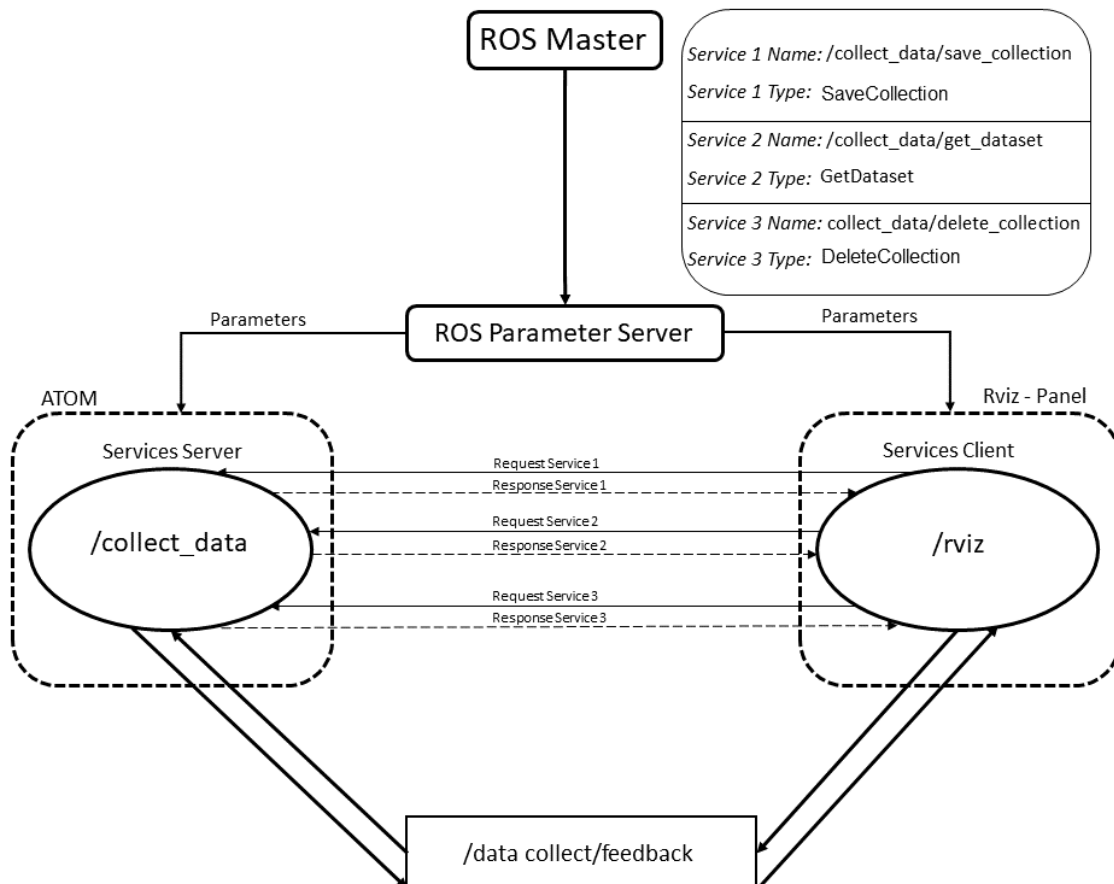 ROS Master
Service 1 Name: /collect_data/save_collection
Service 1 Type: SaveCollection
Service 2 Name: /collect_data/get_dataset
Service 2 Type: GetDataset
Service 3 Name: collect_data/delete_collection
Service 3 Type: DeleteCollection
Parameters
ROS Parameter Server
Parameters
ATOM
Rviz - Panel
Services Server
Services Client
Request Service 1
Response Service 1
/collect_data
Request Service 2
Response Service 2
/rviz
Request Service 3
Response Service 3
/data collect/feedback